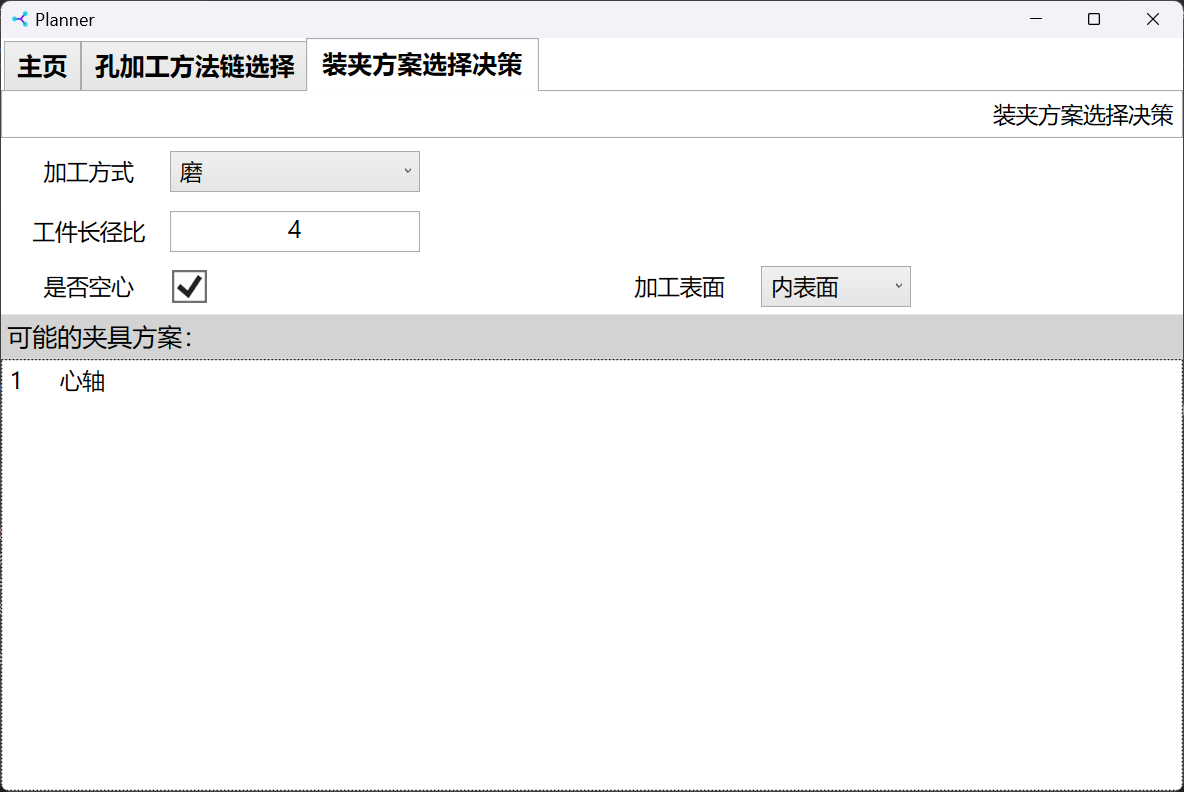 Planner
主页 孔加工方法链选择 装夹方案选择决策
装夹方案选择决策
加工方式 磨
工件长径比 4
是否空心 加工表面 内表面
可能的夹具方案：
1 心轴